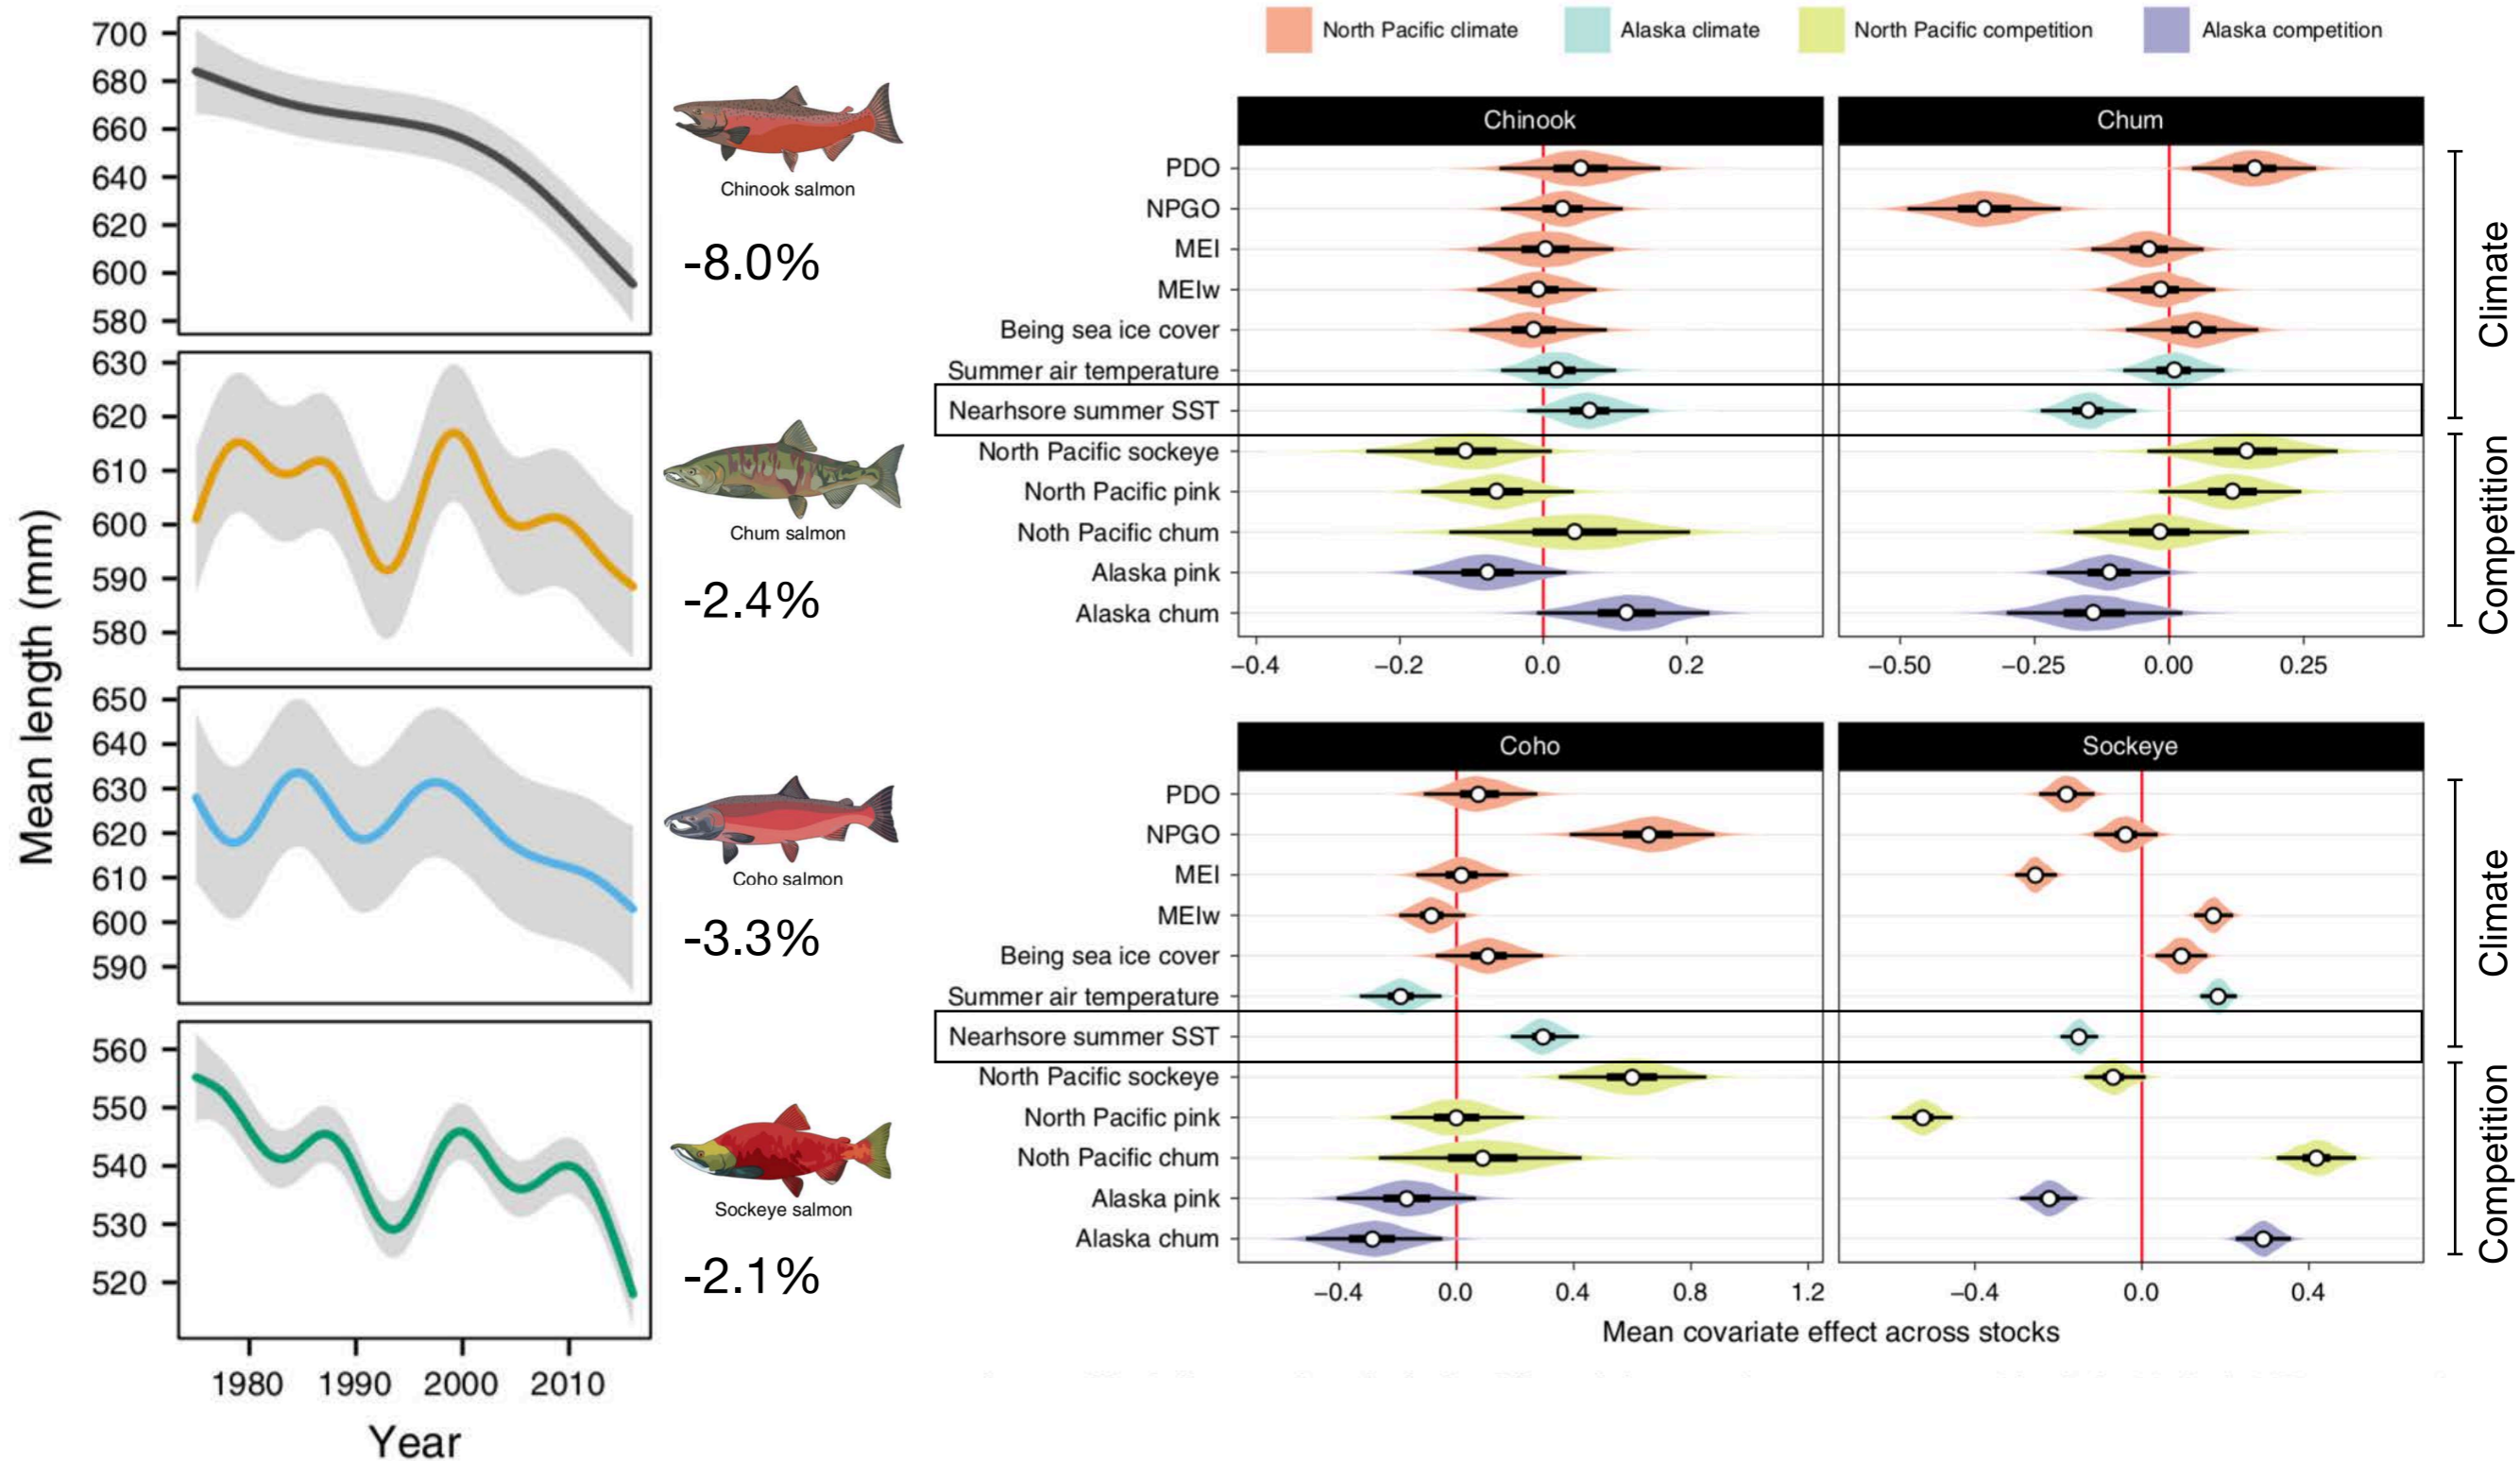 Mean length (mm)
700
680
660
640
620
600
580
630
620
610
600
590
580
650
640
630
620
610
600
590
560
550
540
530
520
1980 1990 2000 2010
Year
Chinook salmon
-8.0%
Chum salmon
-2.4%
Coho salmon
-3.3%
Sockeye salmon
-2.1%
North Pacific climate Alaska climate North Pacific competition Alaska competition
Chinook Chum
PDO
NPGO
MEI
MEIw
Being sea ice cover
Summer air temperature
Nearhsore summer SST
North Pacific sockeye
North Pacific pink
Noth Pacific chum
Alaska pink
Alaska chum
−0.4 −0.2 0.0 0.2 −0.50 −0.25 0.00 0.25
Climate
Competition
Coho Sockeye
PDO
NPGO
MEI
MEIw
Being sea ice cover
Summer air temperature
Nearhsore summer SST
North Pacific sockeye
North Pacific pink
Noth Pacific chum
Alaska pink
Alaska chum
−0.4 0.0 0.4 0.8 1.2 −0.4 0.0 0.4
Mean covariate effect across stocks
Climate
Competition